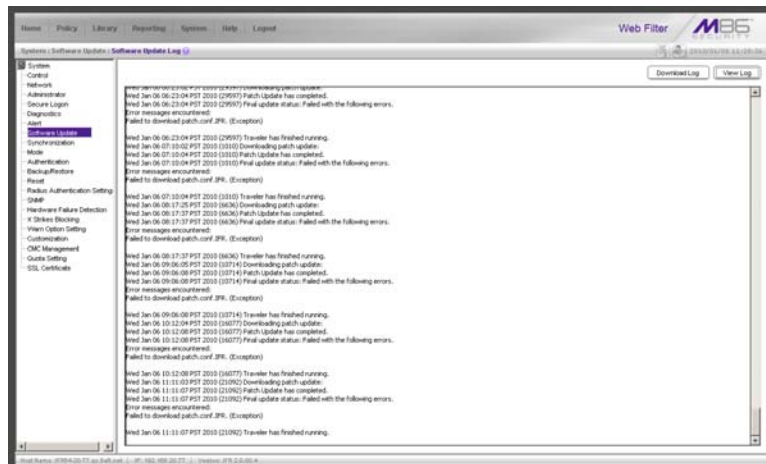 Home Policy Library Reporting System Help Logout
Web Filter
M86
SECURITY
System : Software Update : Software Update Log
Download Log
View Log
System
Control
Network
Administrator
Secure Logon
Diagnostics
Alert
Software Update
Synchronization
Mode
Authentication
Backup/Restore
Reset
Radius Authentication Setting
SNMP
Hardware Failure Detection
X Strikes Blocking
Warn Option Setting
Customization
CMC Management
Quota Setting
SSL Certificate
Wed Jan 06 06:23:02 PST 2010 (29597) Downloading patch update:
Wed Jan 06 06:23:04 PST 2010 (29597) Patch Update has completed.
Wed Jan 06 06:23:04 PST 2010 (29597) Final update status: Failed with the following errors.
Error messages encountered:
Failed to download patch.conf.IFR. (Exception)
Wed Jan 06 06:23:04 PST 2010 (29597) Traveler has finished running.
Wed Jan 06 07:10:02 PST 2010 (1010) Downloading patch update:
Wed Jan 06 07:10:04 PST 2010 (1010) Patch Update has completed.
Wed Jan 06 07:10:04 PST 2010 (1010) Final update status: Failed with the following errors.
Error messages encountered:
Failed to download patch.conf.IFR. (Exception)
Wed Jan 06 07:10:04 PST 2010 (1010) Traveler has finished running.
Wed Jan 06 08:17:25 PST 2010 (6636) Downloading patch update:
Wed Jan 06 08:17:37 PST 2010 (6636) Patch Update has completed.
Wed Jan 06 08:17:37 PST 2010 (6636) Final update status: Failed with the following errors.
Error messages encountered:
Failed to download patch.conf.IFR. (Exception)
Wed Jan 06 08:17:37 PST 2010 (6636) Traveler has finished running.
Wed Jan 06 09:06:05 PST 2010 (10714) Downloading patch update:
Wed Jan 06 09:06:08 PST 2010 (10714) Patch Update has completed.
Wed Jan 06 09:06:08 PST 2010 (10714) Final update status: Failed with the following errors.
Error messages encountered:
Failed to download patch.conf.IFR. (Exception)
Wed Jan 06 09:06:08 PST 2010 (10714) Traveler has finished running.
Wed Jan 06 10:12:04 PST 2010 (16077) Downloading patch update:
Wed Jan 06 10:12:08 PST 2010 (16077) Patch Update has completed.
Wed Jan 06 10:12:08 PST 2010 (16077) Final update status: Failed with the following errors.
Error messages encountered:
Failed to download patch.conf.IFR. (Exception)
Wed Jan 06 10:12:08 PST 2010 (16077) Traveler has finished running.
Wed Jan 06 11:11:03 PST 2010 (21092) Downloading patch update:
Wed Jan 06 11:11:07 PST 2010 (21092) Patch Update has completed.
Wed Jan 06 11:11:07 PST 2010 (21092) Final update status: Failed with the following errors.
Error messages encountered:
Failed to download patch.conf.IFR. (Exception)
Wed Jan 06 11:11:07 PST 2010 (21092) Traveler has finished running.